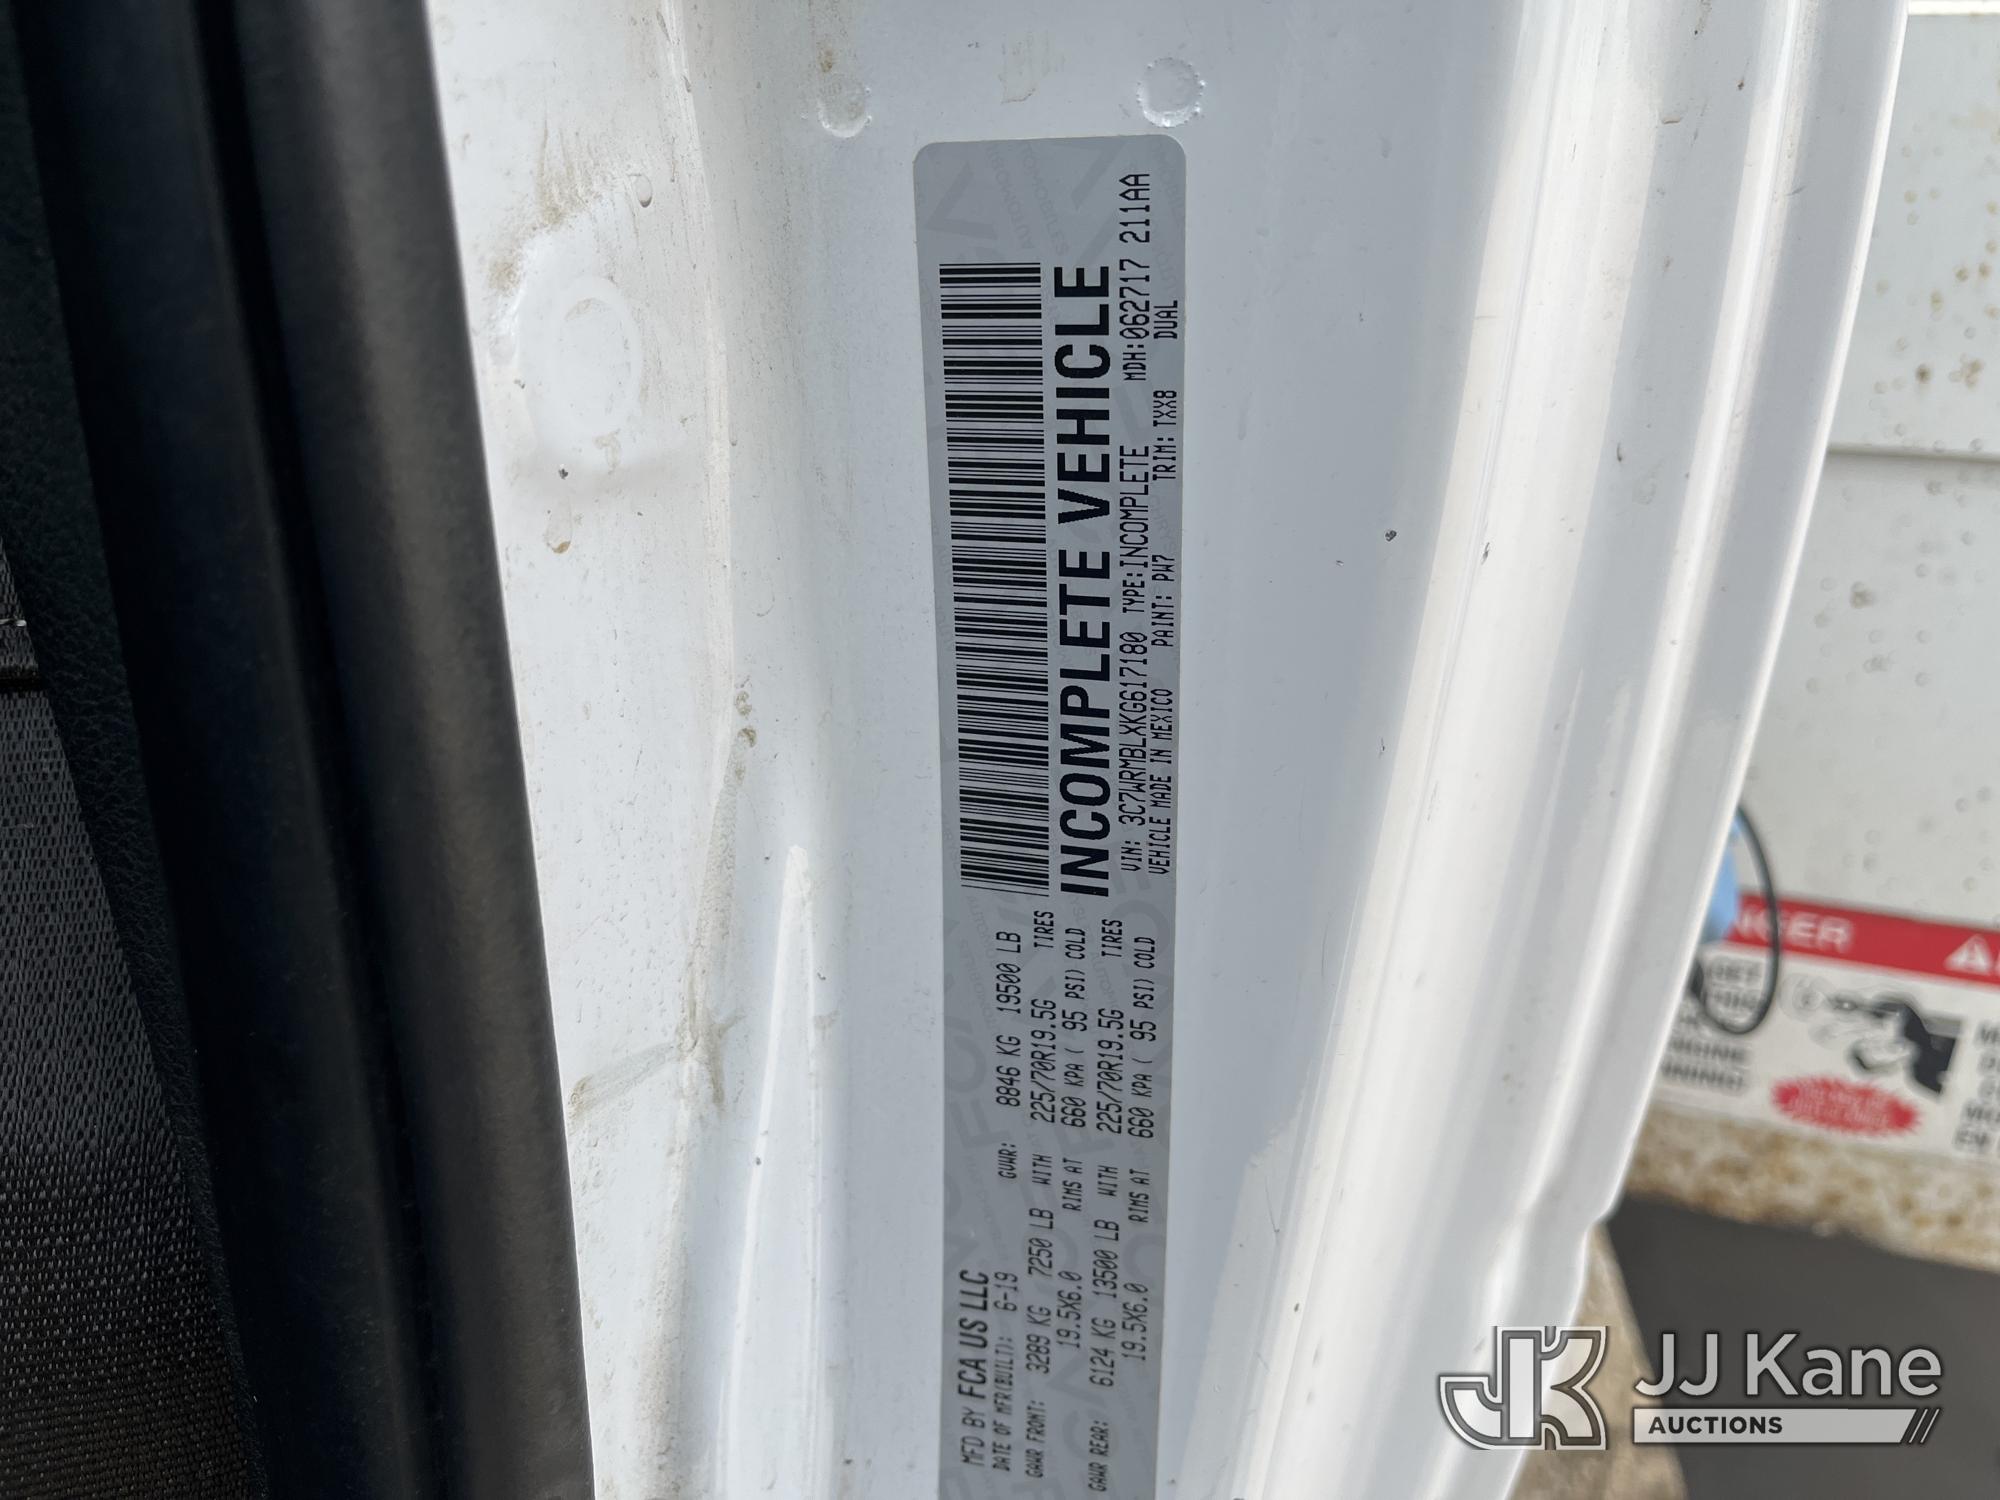 MFD BY FCA US LLC
DATE OF MFR(BUILT): 6-19 GVWR: 8846 KG 19500 LB
GAWR FRONT: 3289 KG 7250 LB WITH 225/70R19.5G TIRES
19.5X6.0 RIMS AT 660 KPA ( 95 PSI) COLD
GAWR REAR: 6124 KG 13500 LB WITH 225/70R19.5G TIRES
19.5X6.0 RIMS AT 660 KPA ( 95 PSI) COLD
INCOMPLETE VEHICLE
VIN: 3C7WRMBLXKG617180 TYPE:INCOMPLETE MDH:062717 211AA
VEHICLE MADE IN MEXICO PAINT: PW7 TRIM: TXX8 DUAL
JJ Kane
AUCTIONS